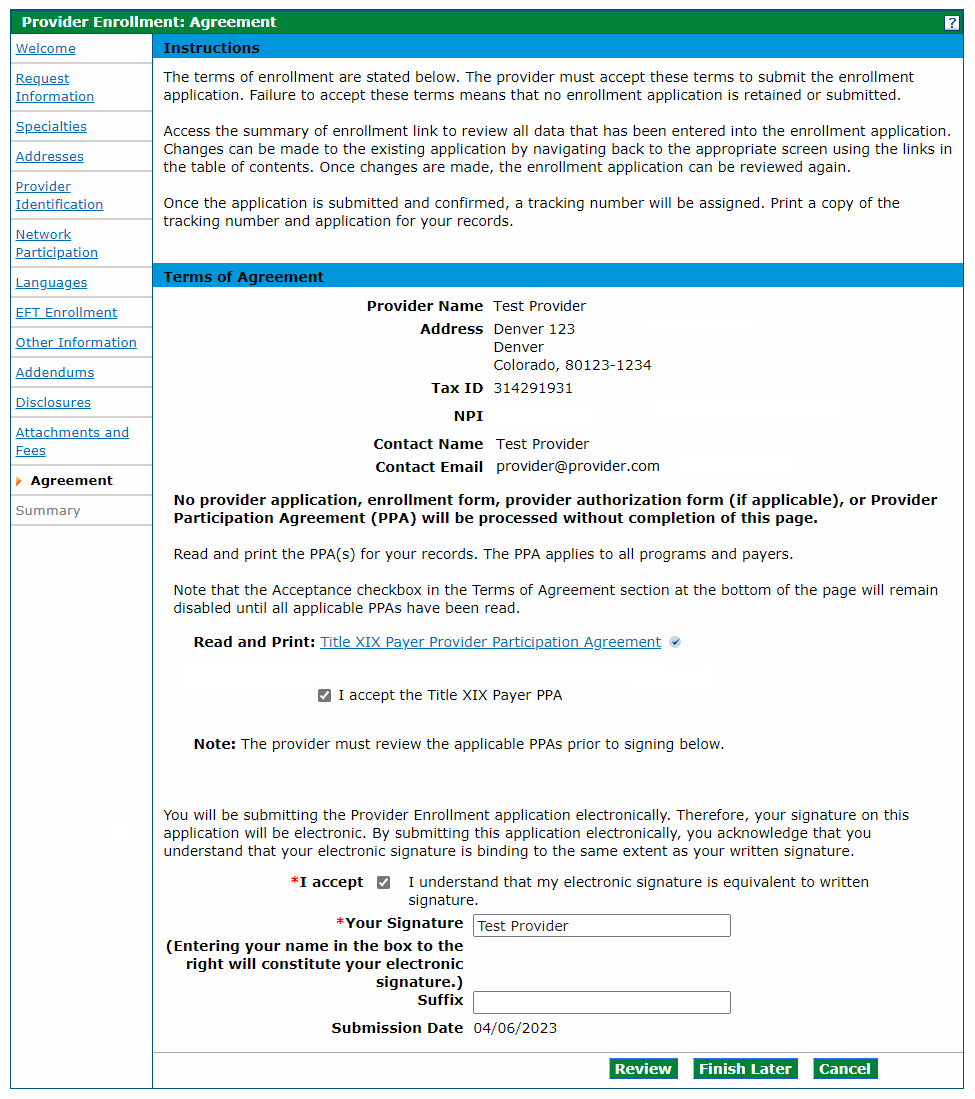 Provider Enrollment: Agreement
?
Welcome
Request
Information
Specialties
Addresses
Provider
Identification
Network
Participation
Languages
EFT Enrollment
Other Information
Addendums
Disclosures
Attachments and
Fees
Agreement
Summary
Instructions
The terms of enrollment are stated below. The provider must accept these terms to submit the enrollment
application. Failure to accept these terms means that no enrollment application is retained or submitted.
Access the summary of enrollment link to review all data that has been entered into the enrollment application.
Changes can be made to the existing application by navigating back to the appropriate screen using the links in
the table of contents. Once changes are made, the enrollment application can be reviewed again.
Once the application is submitted and confirmed, a tracking number will be assigned. Print a copy of the
tracking number and application for your records.
Terms of Agreement
Provider Name Test Provider
Address Denver 123
Denver
Colorado, 80123-1234
Tax ID 314291931
NPI
Contact Name Test Provider
Contact Email provider@provider.com
No provider application, enrollment form, provider authorization form (if applicable), or Provider
Participation Agreement (PPA) will be processed without completion of this page.
Read and print the PPA(s) for your records. The PPA applies to all programs and payers.
Note that the Acceptance checkbox in the Terms of Agreement section at the bottom of the page will remain
disabled until all applicable PPAs have been read.
Read and Print: Title XIX Payer Provider Participation Agreement
I accept the Title XIX Payer PPA
Note: The provider must review the applicable PPAs prior to signing below.
You will be submitting the Provider Enrollment application electronically. Therefore, your signature on this
application will be electronic. By submitting this application electronically, you acknowledge that you
understand that your electronic signature is binding to the same extent as your written signature.
*I accept I understand that my electronic signature is equivalent to written
signature.
*Your Signature Test Provider
(Entering your name in the box to the
right will constitute your electronic
signature.)
Suffix
Submission Date 04/06/2023
Review Finish Later Cancel